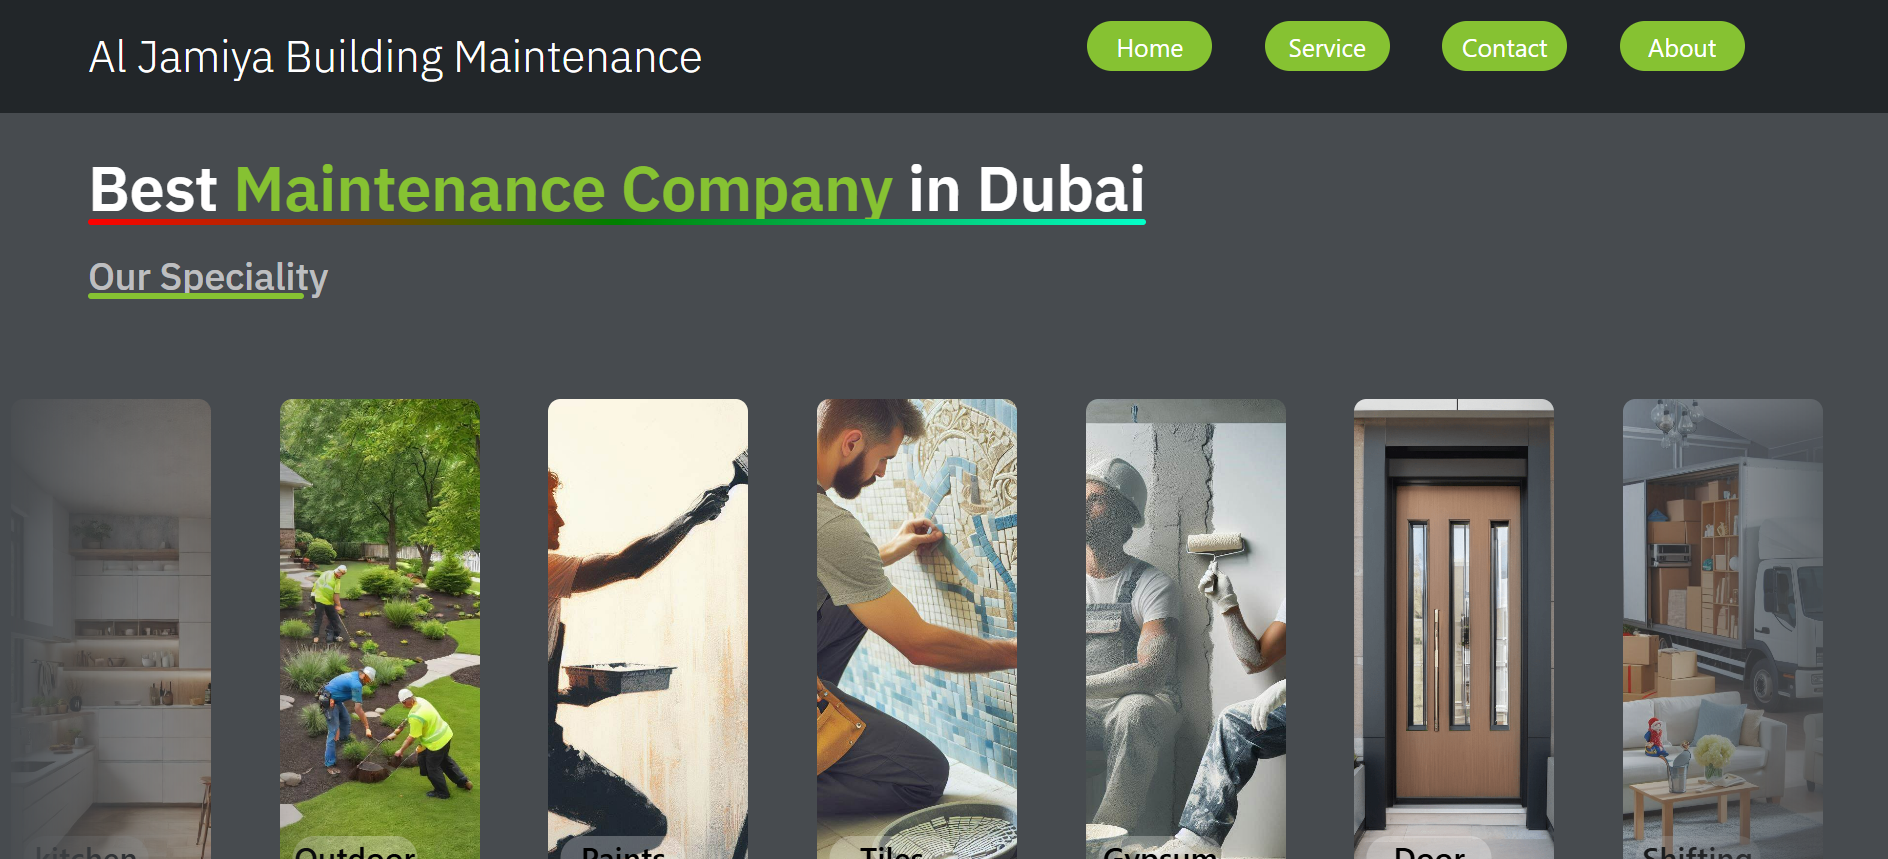 Al Jamiya Building Maintenance
Home Service Contact About
Best Maintenance Company in Dubai
Our Speciality
kitchen Outdoor Paints Tiles Gypsum Door Shifting